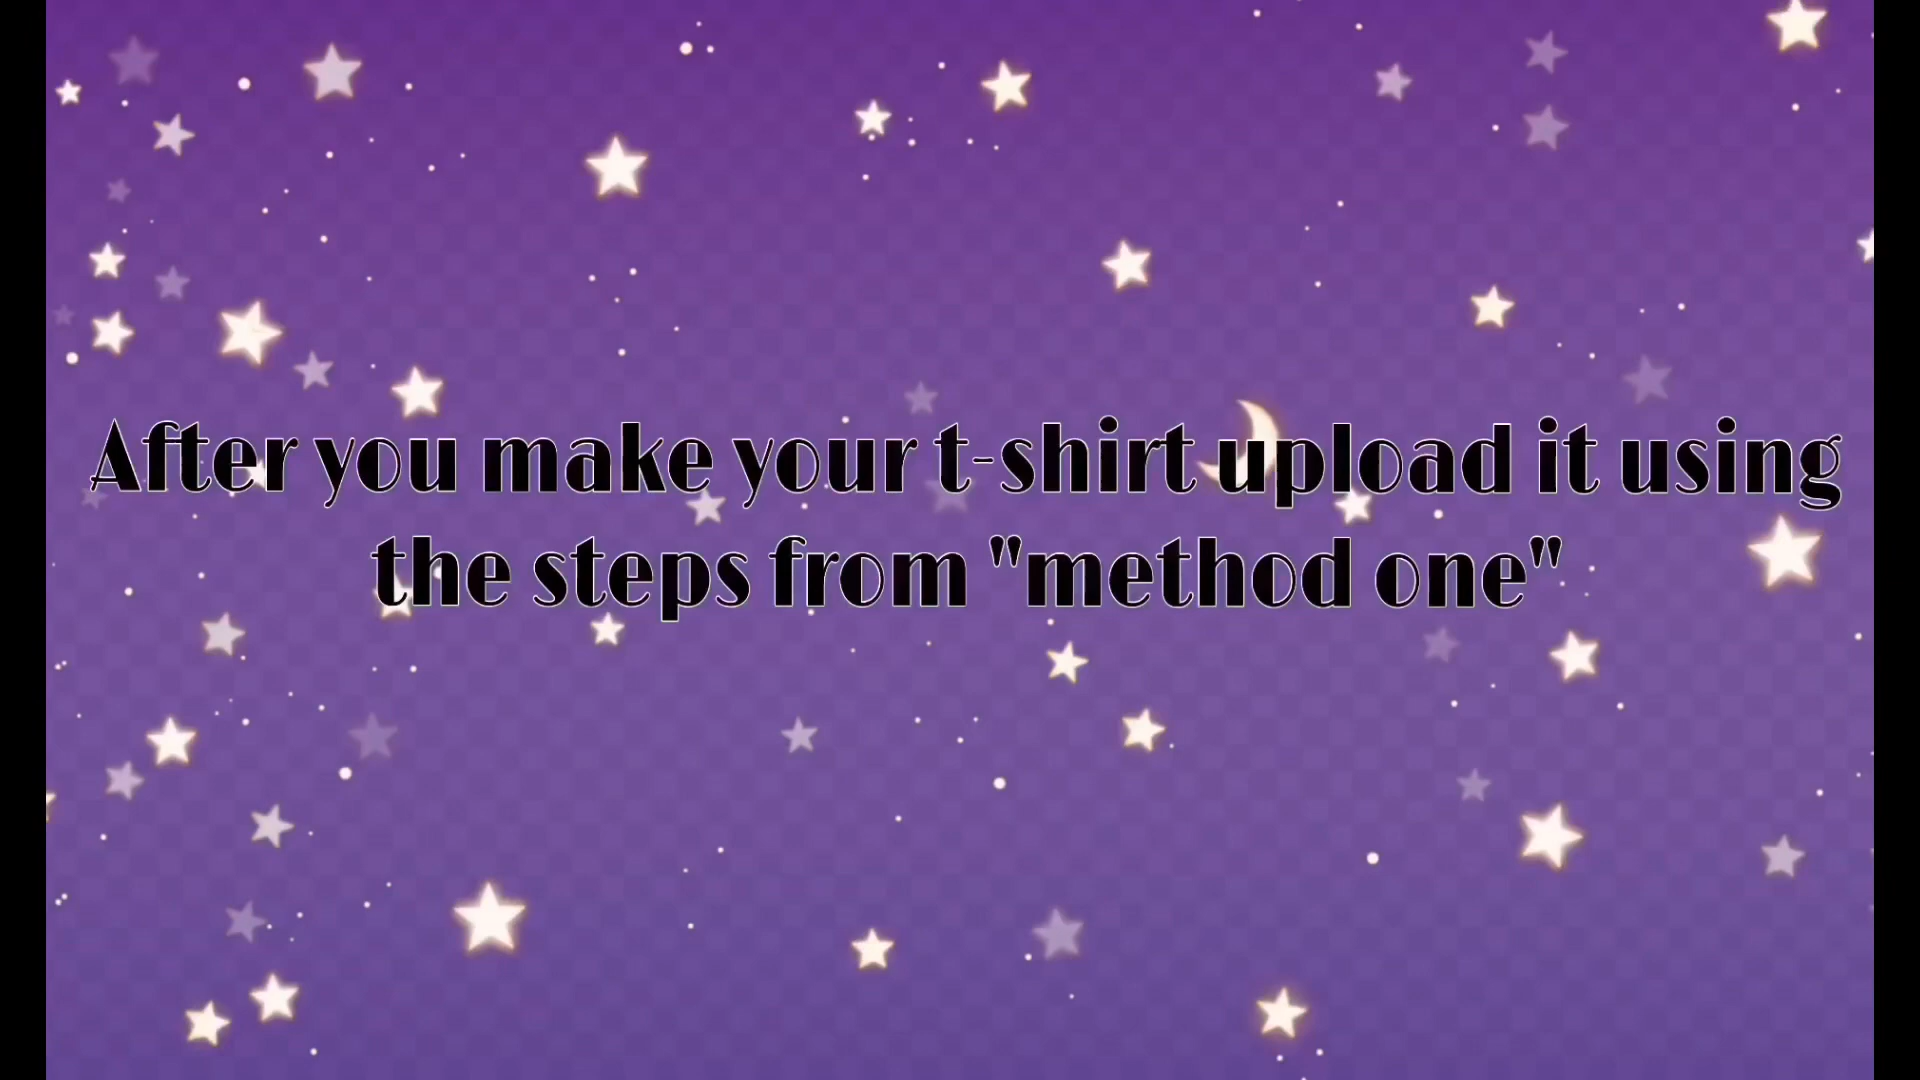 After you make your t-shirt upload it using
the steps from "method one"